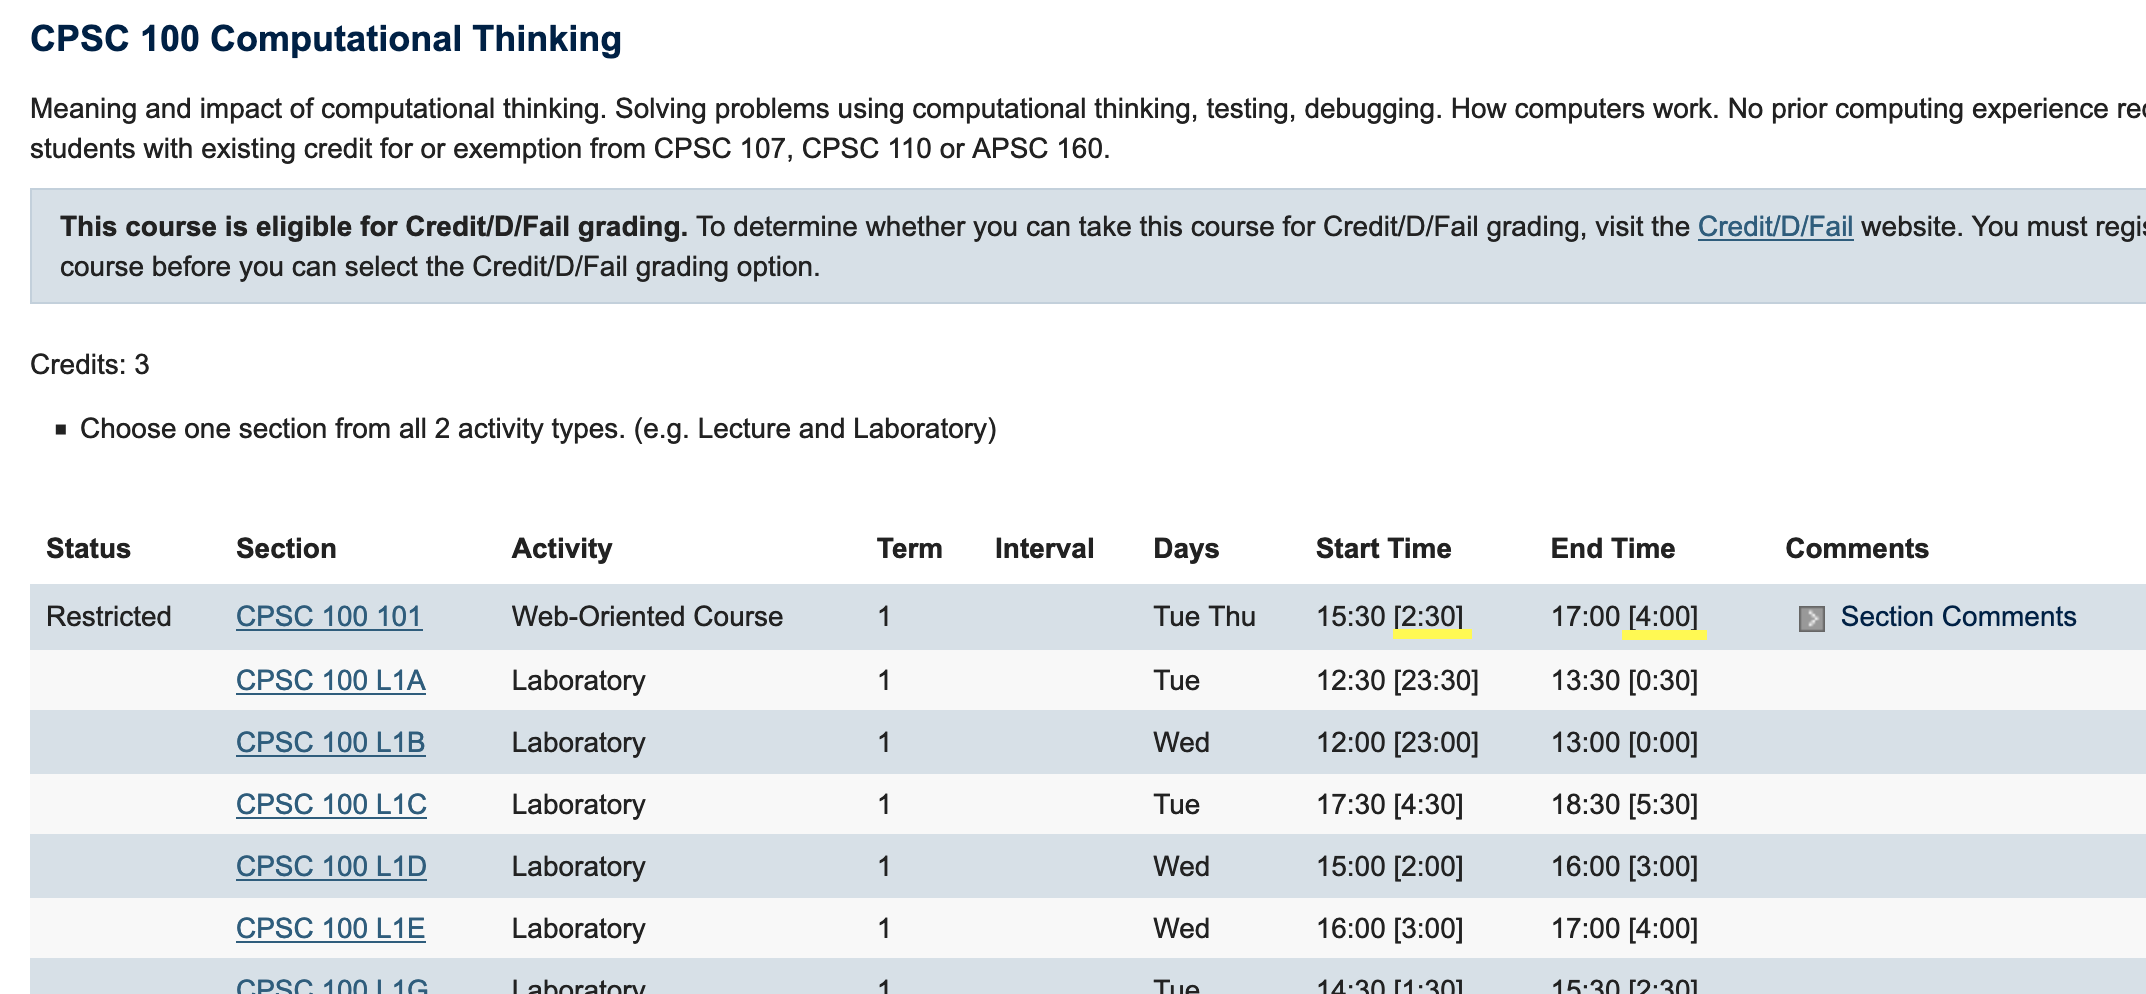 CPSC 100 Computational Thinking
Meaning and impact of computational thinking. Solving problems using computational thinking, testing, debugging. How computers work. No prior computing experience
students with existing credit for or exemption from CPSC 107, CPSC 110 or APSC 160.
This course is eligible for Credit/D/Fail grading. To determine whether you can take this course for Credit/D/Fail grading, visit the Credit/D/Fail website. You must
course before you can select the Credit/D/Fail grading option.
Credits: 3
▪ Choose one section from all 2 activity types. (e.g. Lecture and Laboratory)
Status Section Activity Term Interval Days Start Time End Time Comments
Restricted CPSC 100 101 Web-Oriented Course 1 Tue Thu 15:30 [2:30] 17:00 [4:00] Section Comments
CPSC 100 L1A Laboratory 1 Tue 12:30 [23:30] 13:30 [0:30]
CPSC 100 L1B Laboratory 1 Wed 12:00 [23:00] 13:00 [0:00]
CPSC 100 L1C Laboratory 1 Tue 17:30 [4:30] 18:30 [5:30]
CPSC 100 L1D Laboratory 1 Wed 15:00 [2:00] 16:00 [3:00]
CPSC 100 L1E Laboratory 1 Wed 16:00 [3:00] 17:00 [4:00]
CPSC 100 L1G Laboratory 1 Tue 14:30 [1:30] 15:30 [2:30]